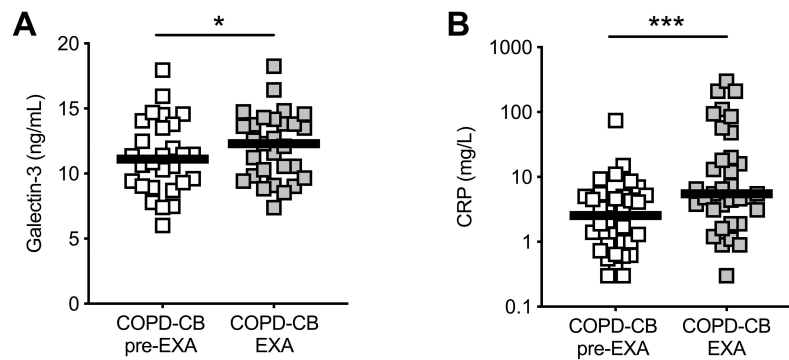 A
*
Galectin-3 (ng/mL)
20
15
10
5
0
COPD-CB
pre-EXA
COPD-CB
EXA
B
***
CRP (mg/L)
1000
100
10
1
0.1
COPD-CB
pre-EXA
COPD-CB
EXA